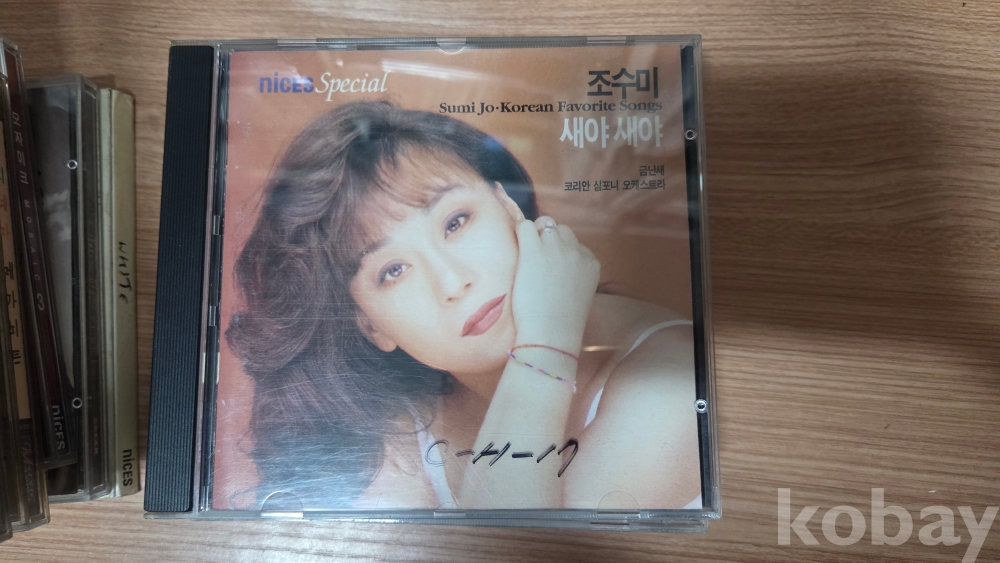 nices Special
조수미
Sumi Jo·Korean Favorite Songs
새야 새야
금난새
코리안 심포니 오케스트라
C-H-17
WHITE
nices
nices
kobay